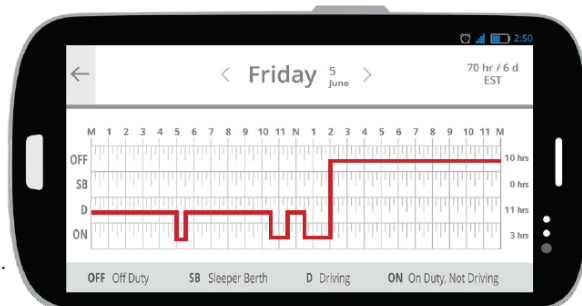 2:50
← < Friday 5 June > 70 hr / 6 d EST
M 1 2 3 4 5 6 7 8 9 10 11 N 1 2 3 4 5 6 7 8 9 10 11 M
OFF 10 hrs
SB 0 hrs
D 11 hrs
ON 3 hrs
OFF Off Duty SB Sleeper Berth D Driving ON On Duty, Not Driving